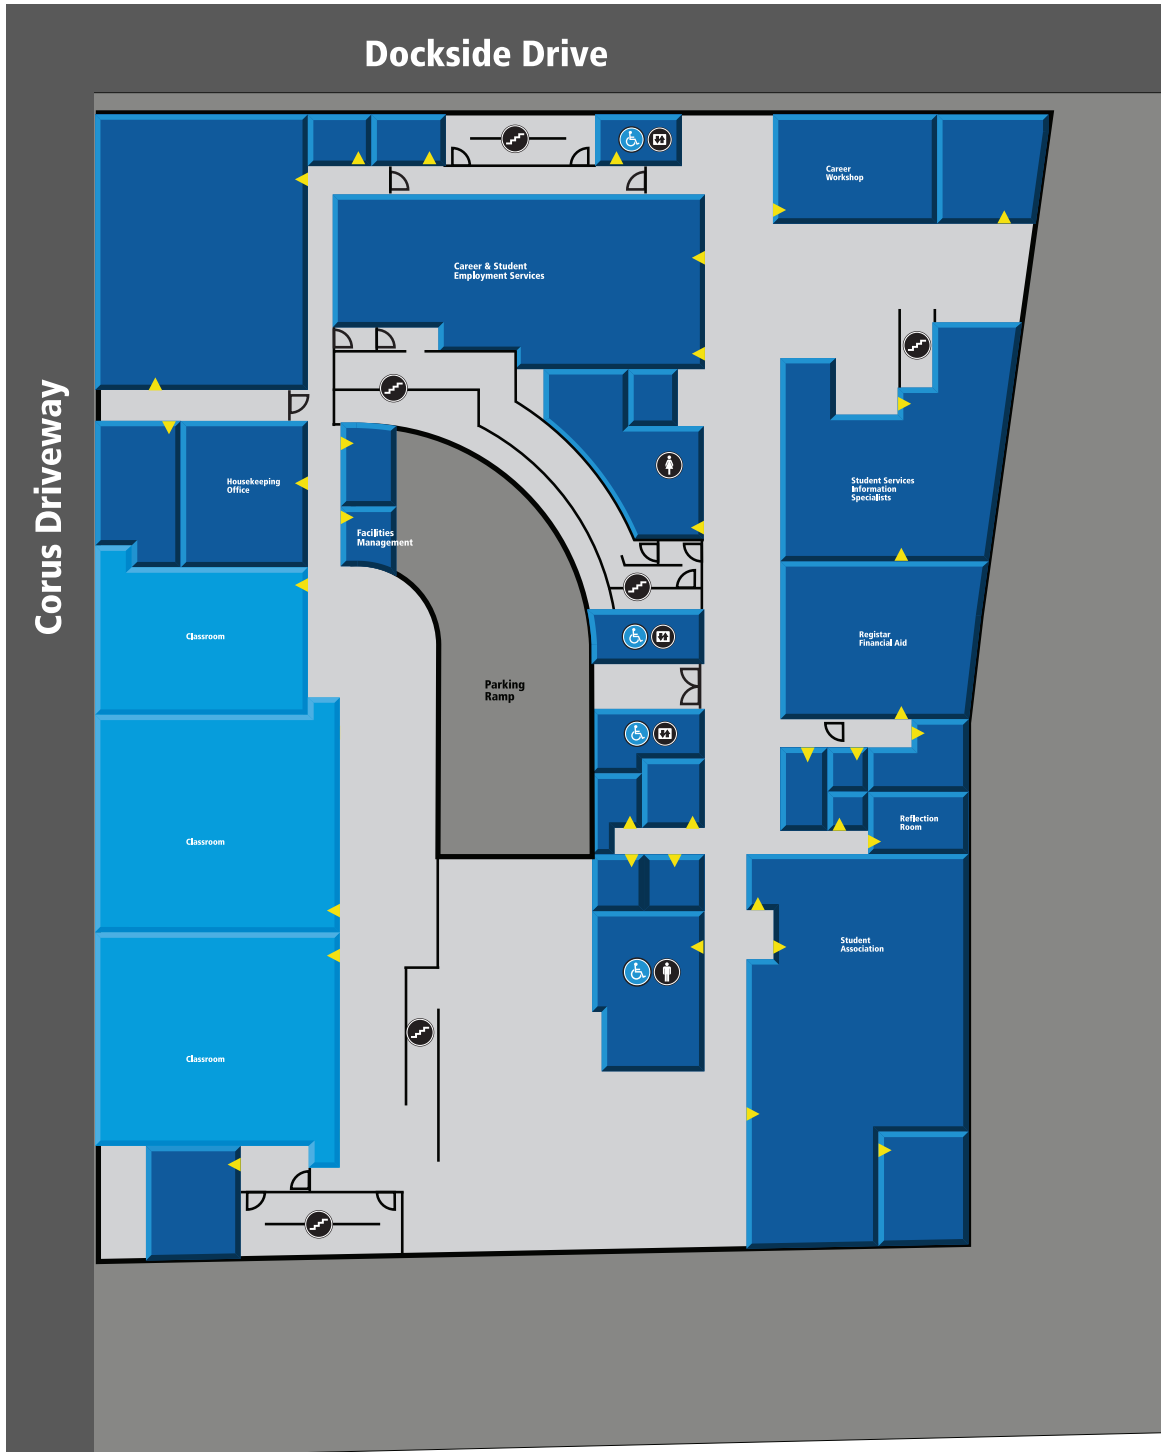 Dockside Drive
Corus Driveway
Career
Workshop
Career & Student
Employment Services
Housekeeping
Office
Student Services
Information
Specialists
Facilities
Management
Classroom
Registar
Financial Aid
Parking
Ramp
Reflection
Room
Classroom
Student
Association
Classroom